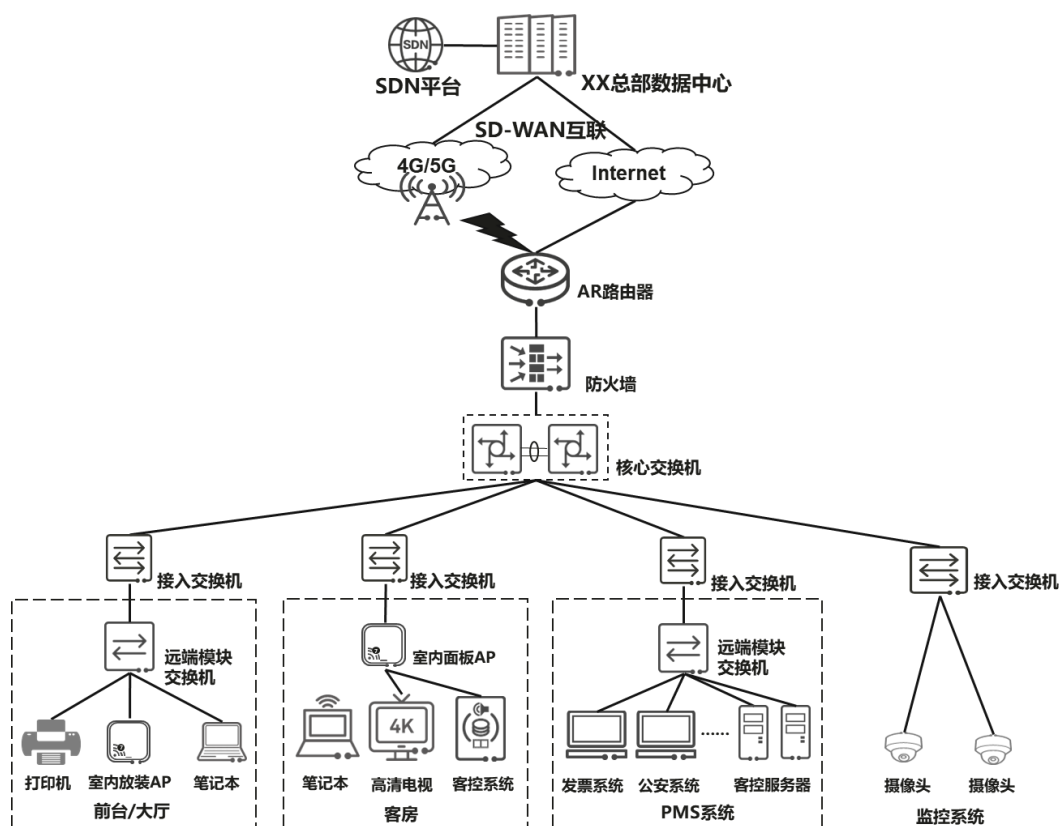 SDN
SDN平台
XX总部数据中心
SD-WAN互联
4G/5G
Internet
AR路由器
防火墙
核心交换机
接入交换机
接入交换机
接入交换机
接入交换机
远端模块
交换机
室内面板AP
远端模块
交换机
4K
打印机
室内放装AP
笔记本
笔记本
高清电视
客控系统
发票系统
公安系统
......
客控服务器
摄像头
摄像头
前台/大厅
客房
PMS系统
监控系统